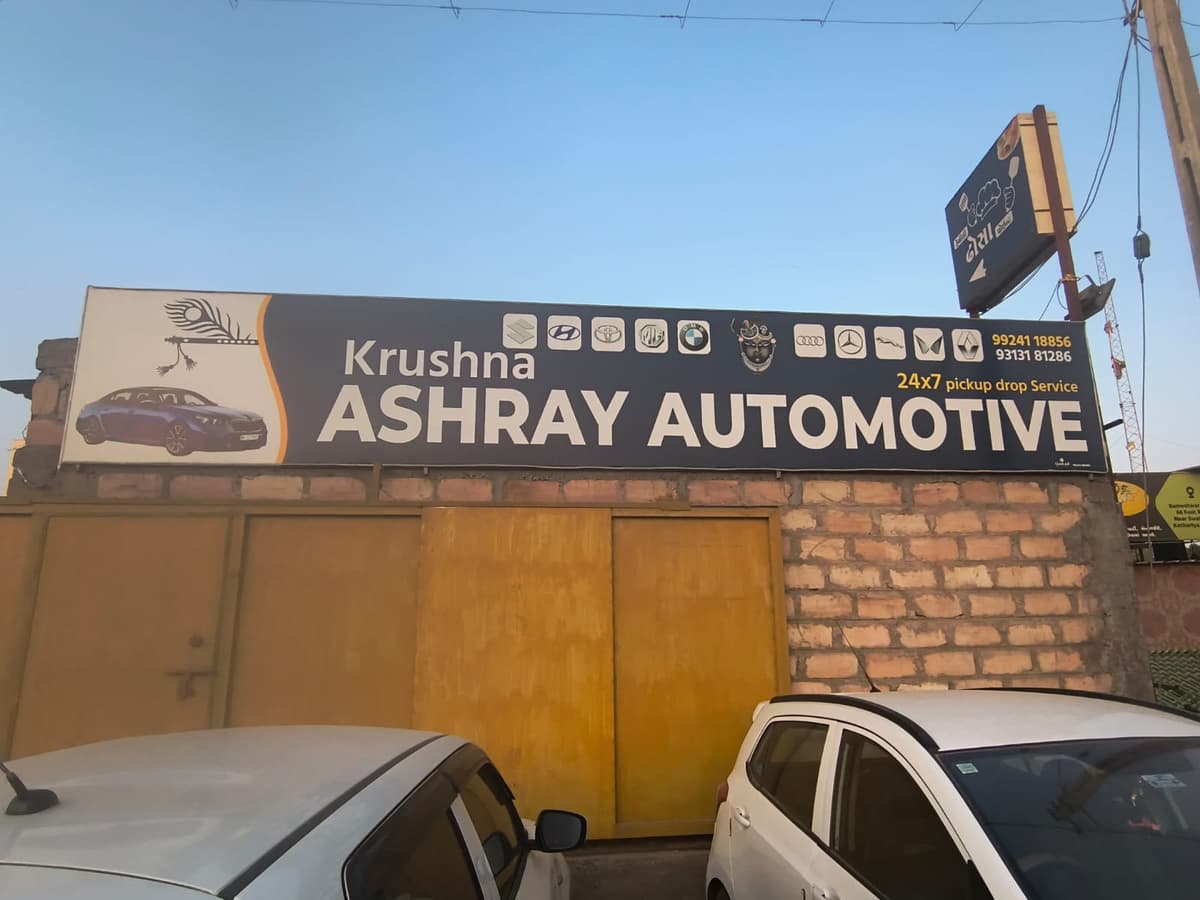 Krushna
ASHRAY AUTOMOTIVE
99241 18856
93131 81286
24x7 pickup drop Service
ઢોસા